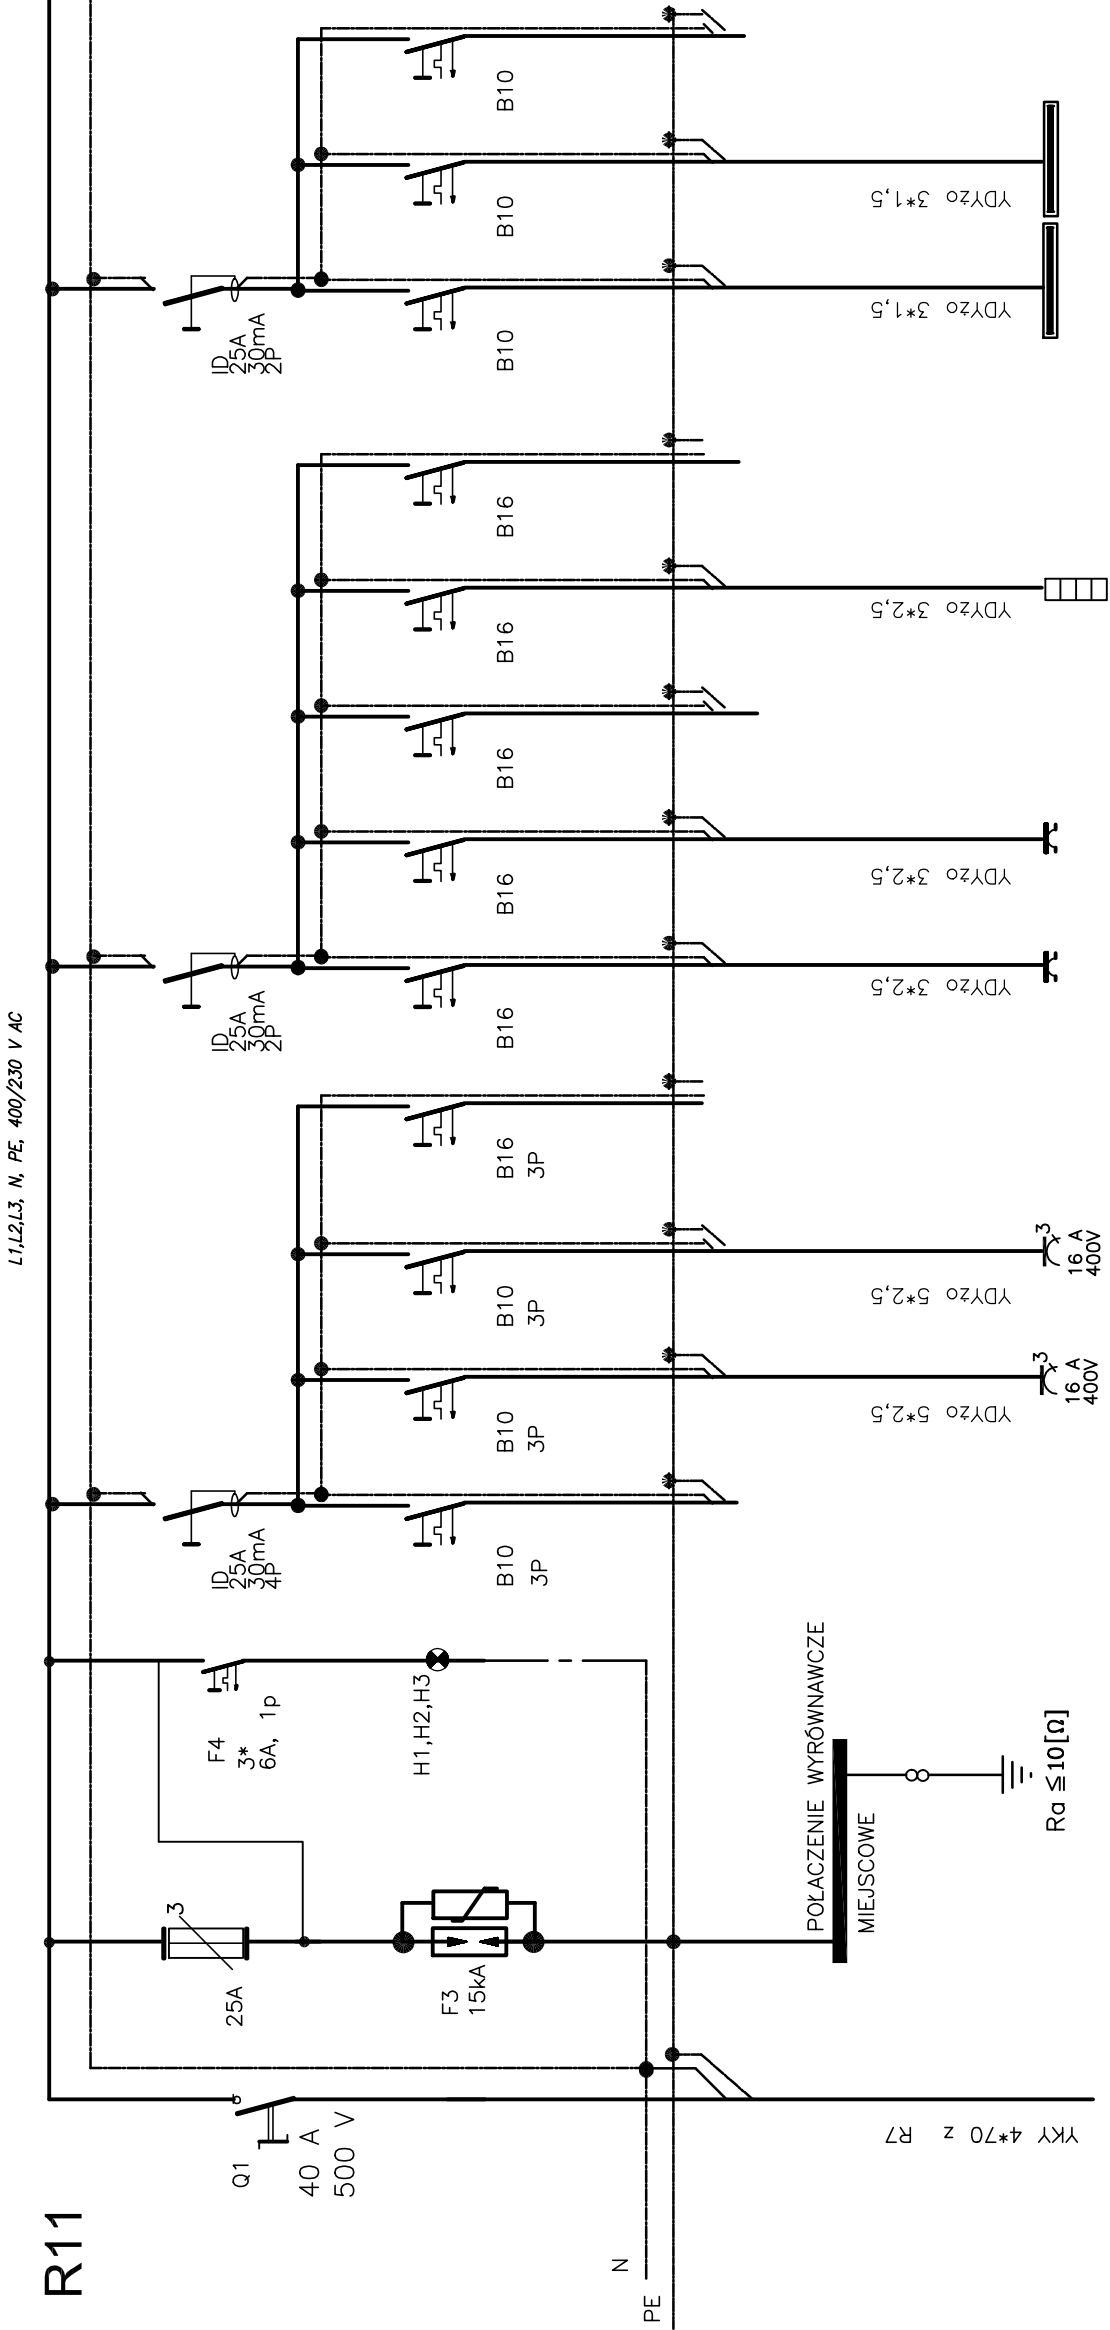 R11
L1,L2,L3, N, PE, 400/230 V AC
Q1
40 A
500 V
YKY 4*70 z R7
N
PE
25A
3
F3
15kA
POŁACZENIE WYRÓWNAWCZE
MIEJSCOWE
Ra ≤10[Ω]
F4
3*
6A, 1p
H1,H2,H3
ID
25A
30mA
4P
B10
3P
B10
3P
YDYżo 5*2,5
3
16 A
400V
B10
3P
YDYżo 5*2,5
3
16 A
400V
B16
3P
ID
25A
30mA
2P
B16
YDYżo 3*2,5
B16
YDYżo 3*2,5
B16
B16
YDYżo 3*2,5
B16
ID
25A
30mA
2P
B10
YDYżo 3*1,5
B10
YDYżo 3*1,5
B10